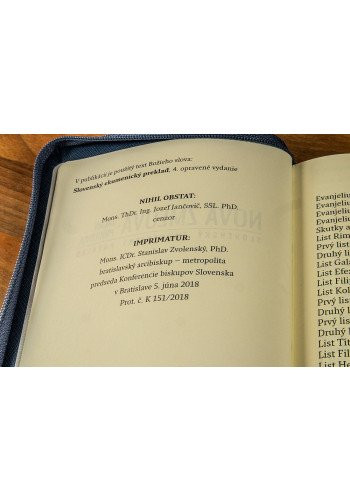 V publikácii je použitý text Božieho slova:
Slovenský ekumenický preklad, 4. opravené vydanie
NIHIL OBSTAT:
Mons. ThDr. Ing. Jozef Jančovič, SSL. PhD.
cenzor
IMPRIMATUR:
Mons. ICDr. Stanislav Zvolenský, PhD.
bratislavský arcibiskup – metropolita
predseda Konferencie biskupov Slovenska
v Bratislave 5. júna 2018
Prot. č. K 151/2018
Evanjeliu
Evanjeliu
Evanjeliu
Evanjeliu
Skutky a
List Rim
Prvý list
Druhý l
List Gala
List Efez
List Filip
List Kol
Prvý lis
Druhý l
Prvý lis
Druhý
List Tít
List Fil
List He